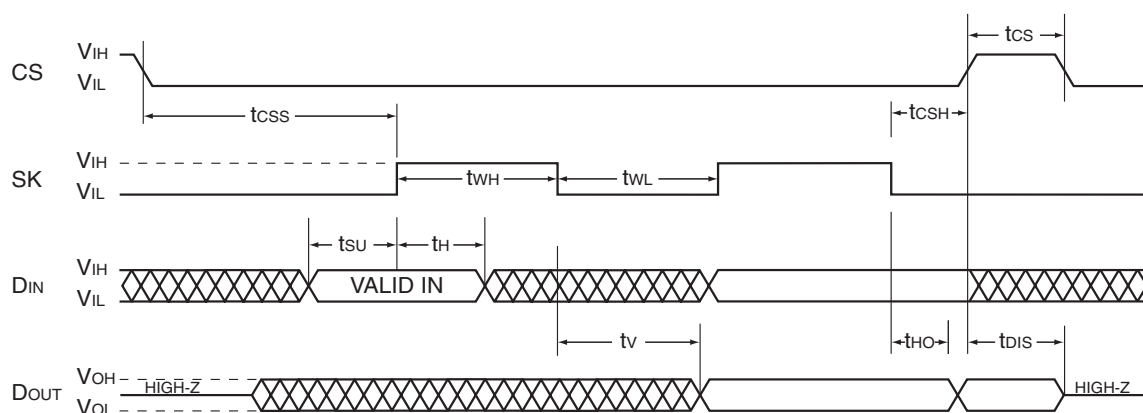 tCS
VIH
CS
VIL
tCSS
tCSH
VIH
SK
tWH
tWL
VIL
tSU
tH
VIH
DIN
VALID IN
VIL
tV
tHO
tDIS
VOH
DOUT
HIGH-Z
HIGH-Z
VOL